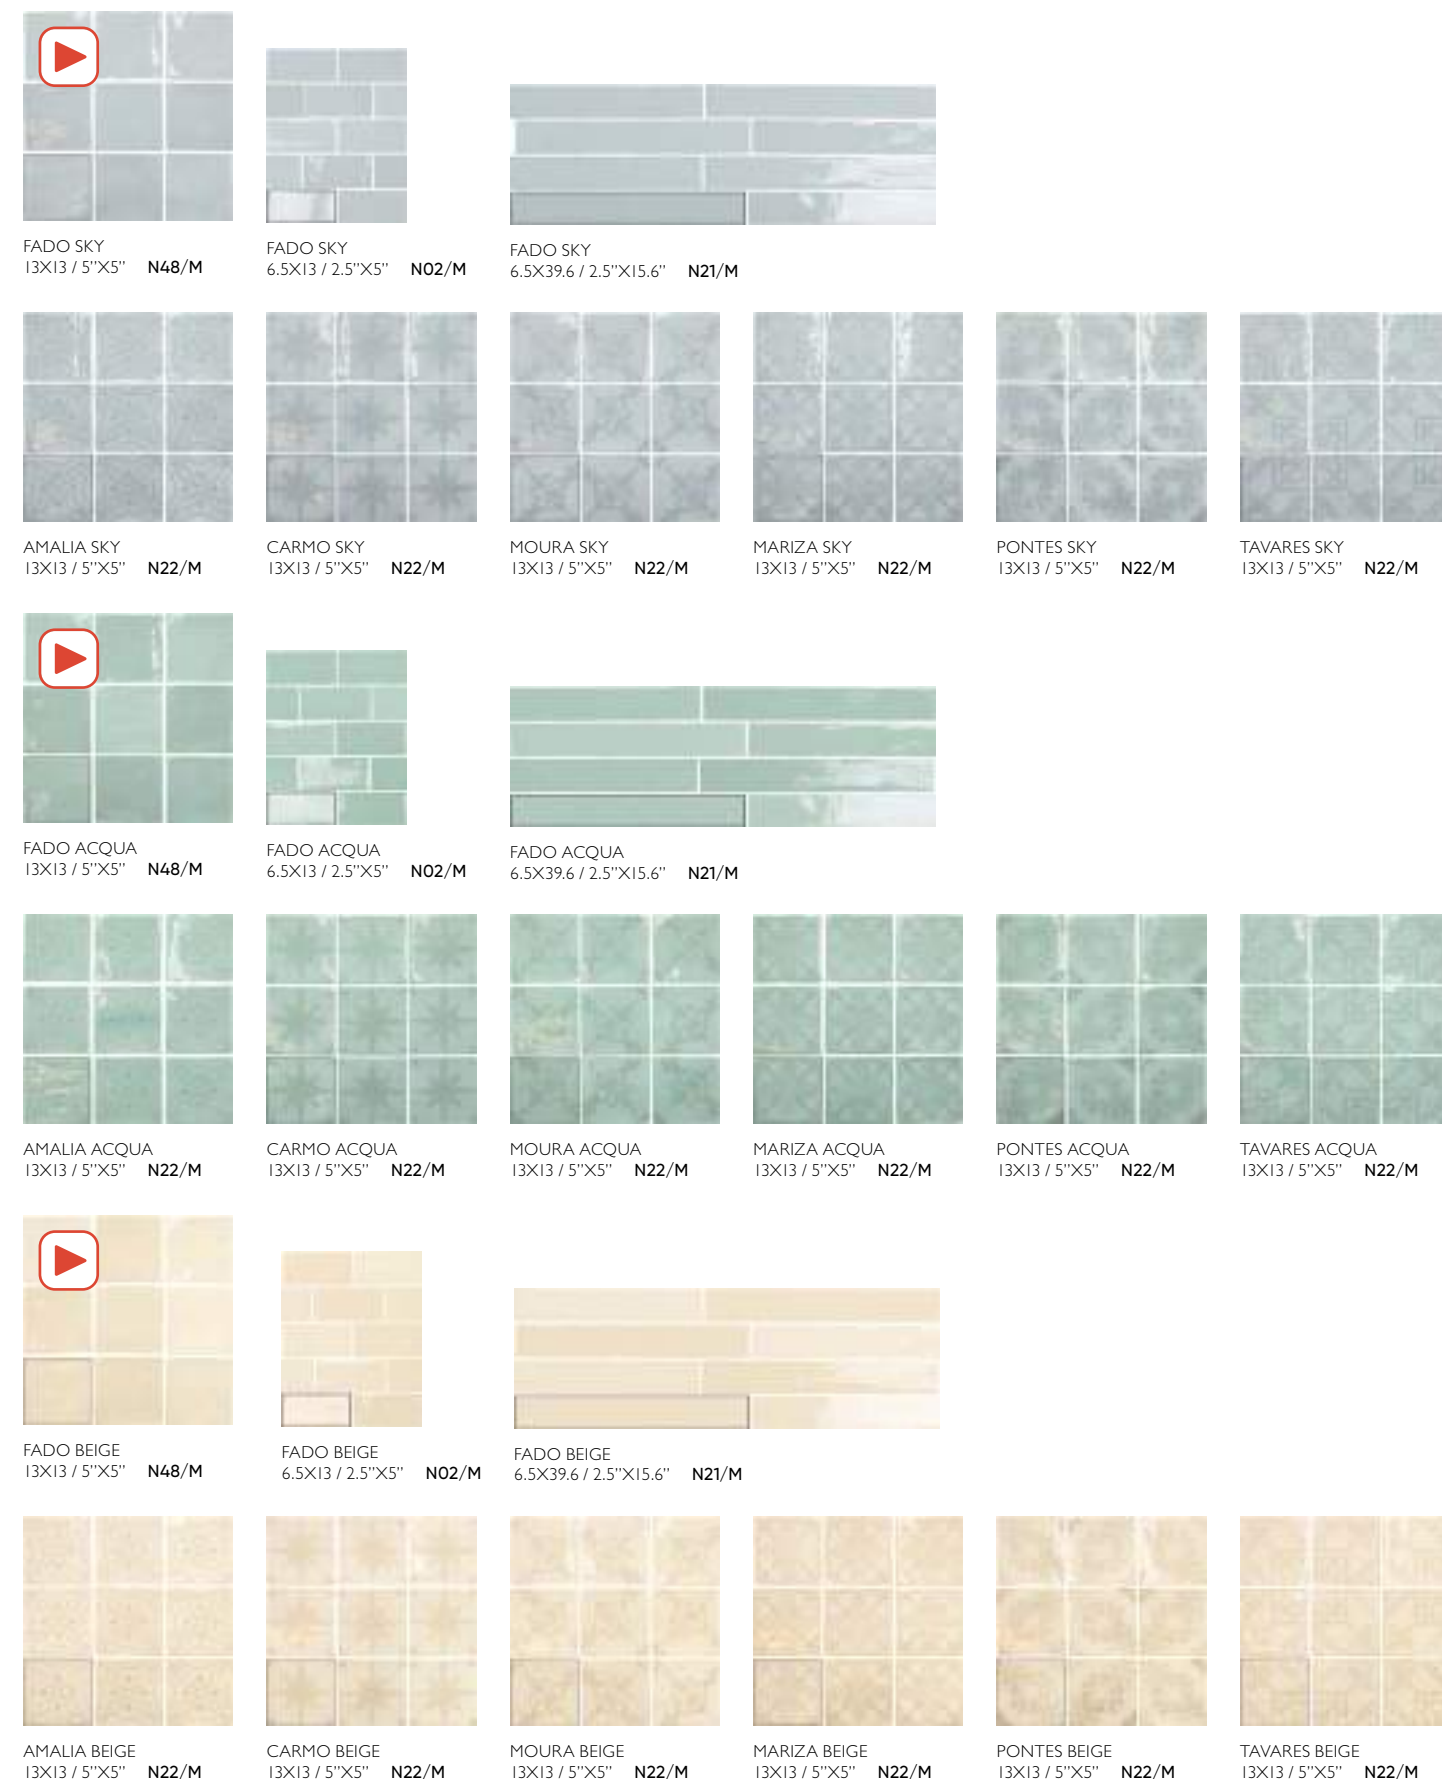 FADO SKY
13X13 / 5”X5” N48/M
FADO SKY
6.5X13 / 2.5”X5” N02/M
FADO SKY
6.5X39.6 / 2.5”X15.6” N21/M
AMALIA SKY
13X13 / 5”X5” N22/M
CARMO SKY
13X13 / 5”X5” N22/M
MOURA SKY
13X13 / 5”X5” N22/M
MARIZA SKY
13X13 / 5”X5” N22/M
PONTES SKY
13X13 / 5”X5” N22/M
TAVARES SKY
13X13 / 5”X5” N22/M
FADO ACQUA
13X13 / 5”X5” N48/M
FADO ACQUA
6.5X13 / 2.5”X5” N02/M
FADO ACQUA
6.5X39.6 / 2.5”X15.6” N21/M
AMALIA ACQUA
13X13 / 5”X5” N22/M
CARMO ACQUA
13X13 / 5”X5” N22/M
MOURA ACQUA
13X13 / 5”X5” N22/M
MARIZA ACQUA
13X13 / 5”X5” N22/M
PONTES ACQUA
13X13 / 5”X5” N22/M
TAVARES ACQUA
13X13 / 5”X5” N22/M
FADO BEIGE
13X13 / 5”X5” N48/M
FADO BEIGE
6.5X13 / 2.5”X5” N02/M
FADO BEIGE
6.5X39.6 / 2.5”X15.6” N21/M
AMALIA BEIGE
13X13 / 5”X5” N22/M
CARMO BEIGE
13X13 / 5”X5” N22/M
MOURA BEIGE
13X13 / 5”X5” N22/M
MARIZA BEIGE
13X13 / 5”X5” N22/M
PONTES BEIGE
13X13 / 5”X5” N22/M
TAVARES BEIGE
13X13 / 5”X5” N22/M